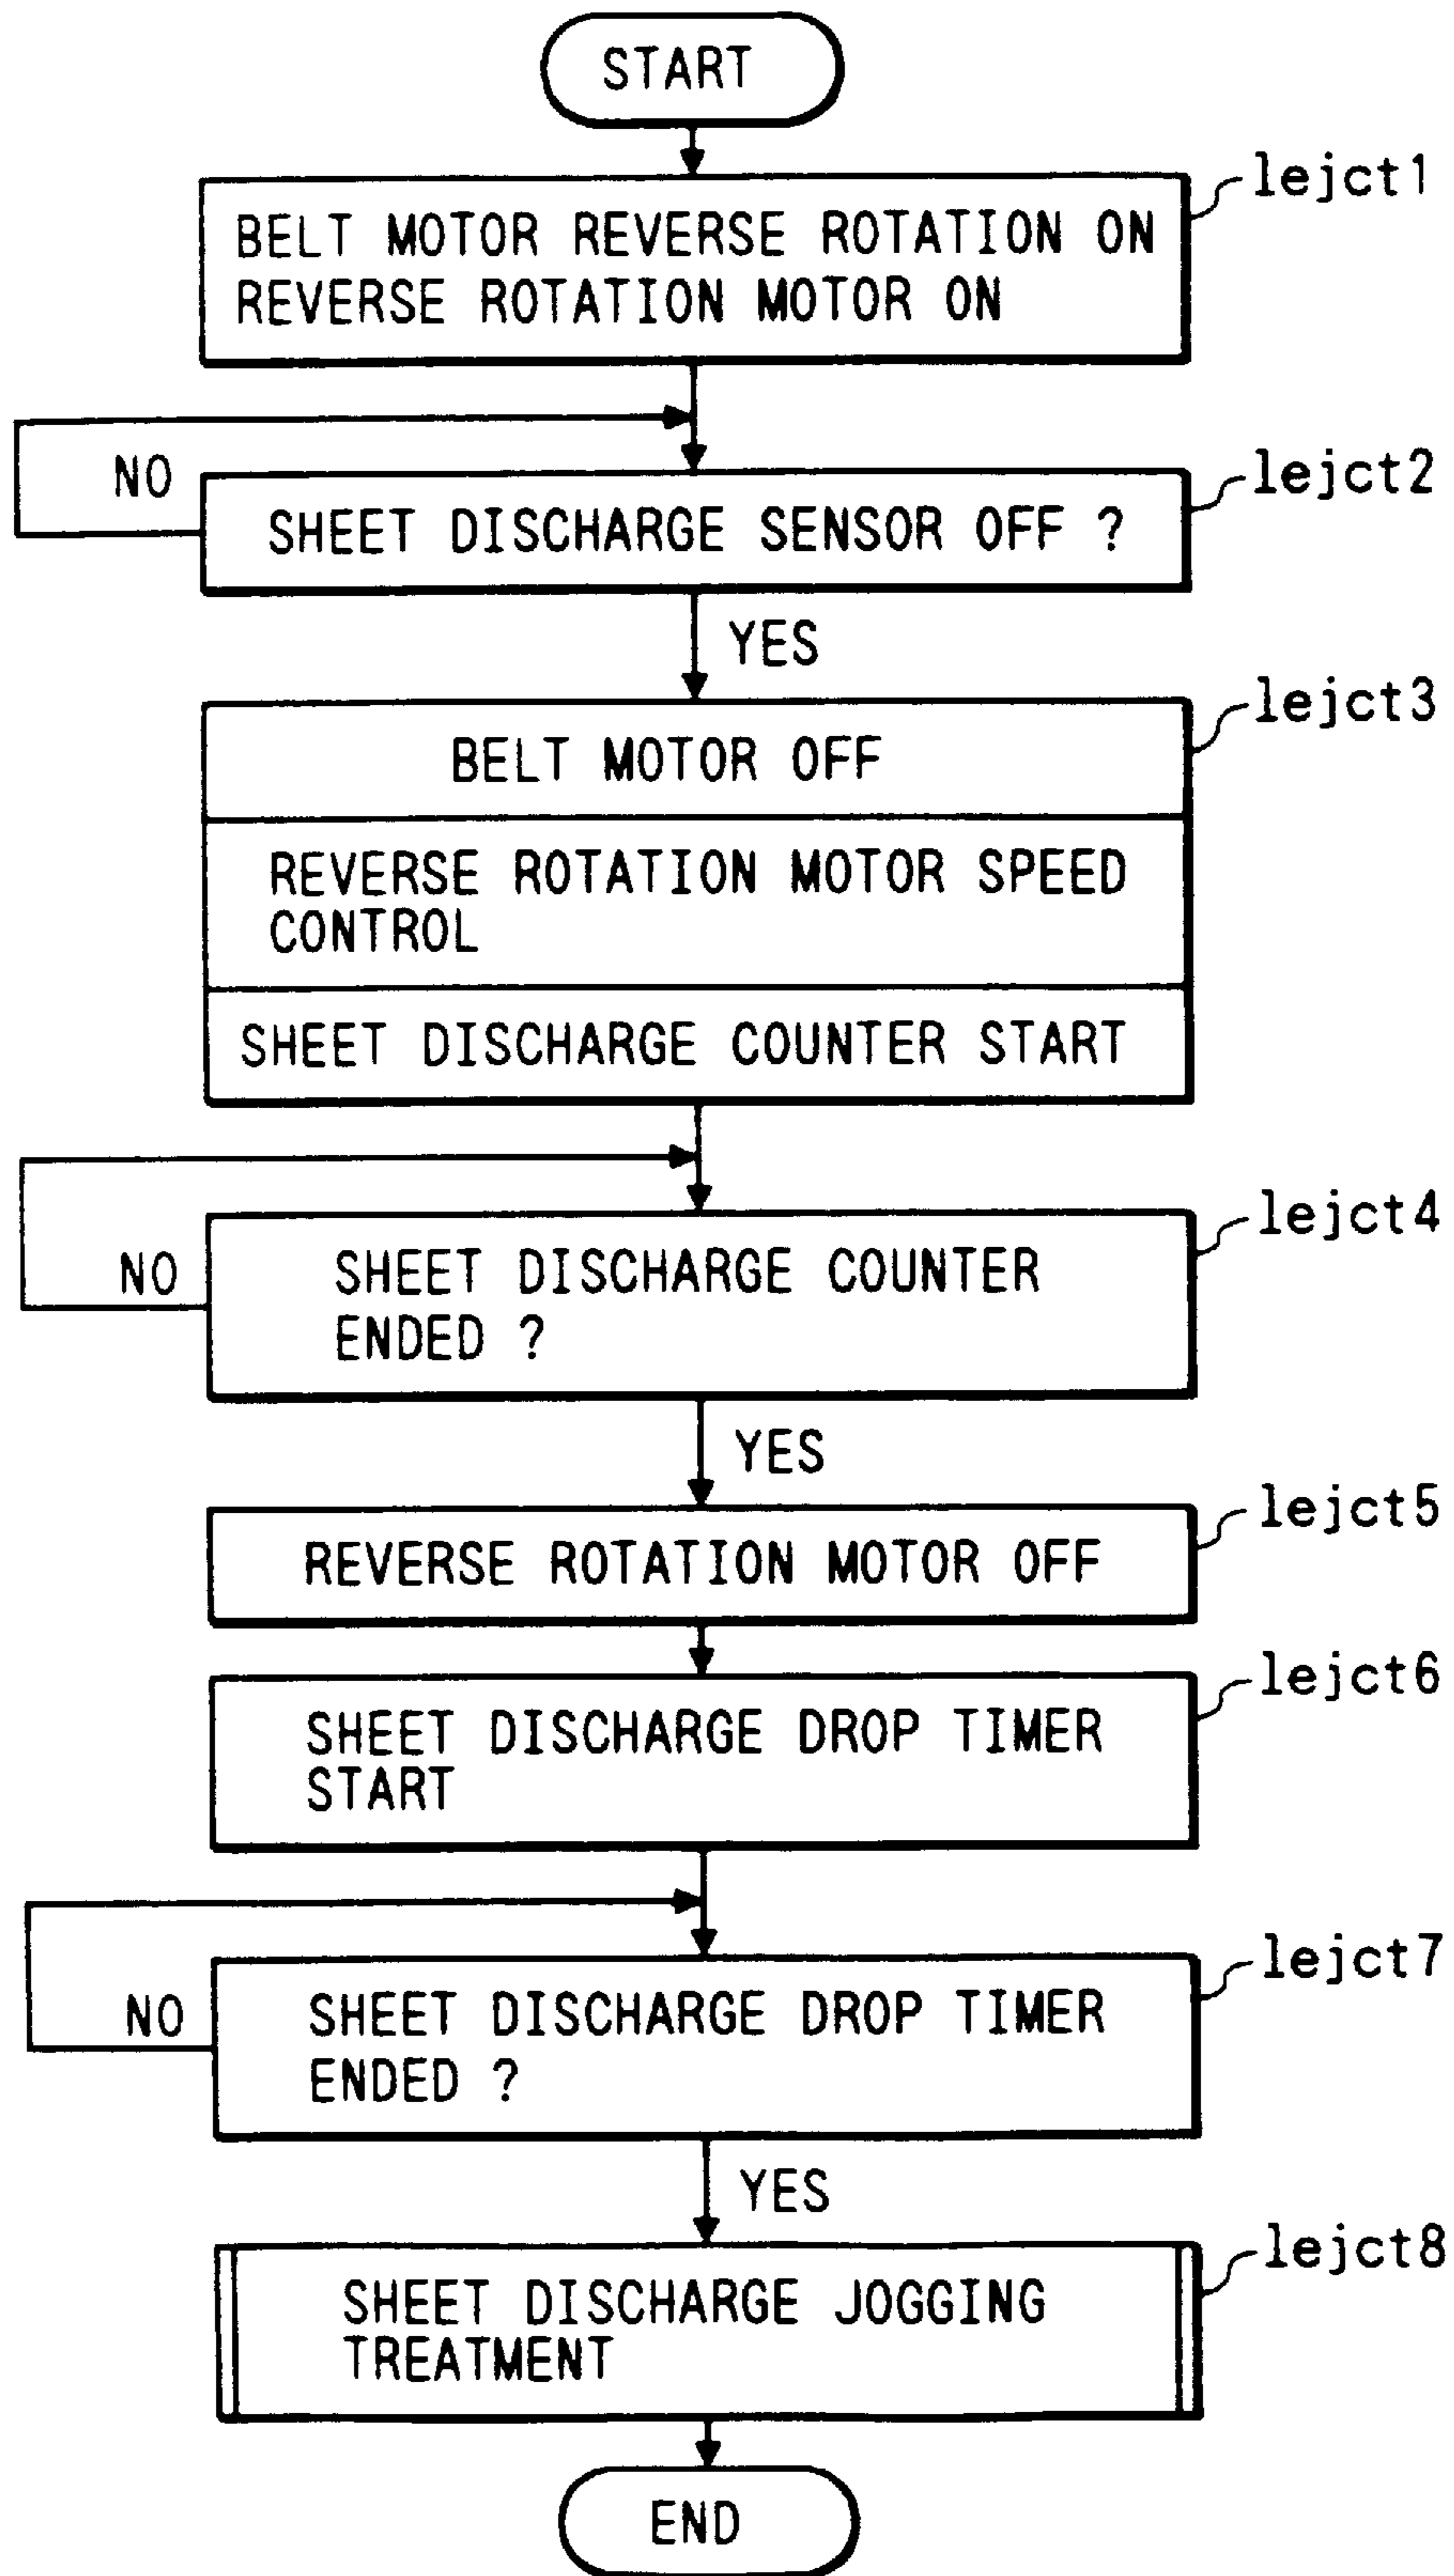 START
lejct1
BELT MOTOR REVERSE ROTATION ON
REVERSE ROTATION MOTOR ON
NO
lejct2
SHEET DISCHARGE SENSOR OFF ?
YES
lejct3
BELT MOTOR OFF
REVERSE ROTATION MOTOR SPEED
CONTROL
SHEET DISCHARGE COUNTER START
lejct4
NO
SHEET DISCHARGE COUNTER
ENDED ?
YES
lejct5
REVERSE ROTATION MOTOR OFF
lejct6
SHEET DISCHARGE DROP TIMER
START
lejct7
NO
SHEET DISCHARGE DROP TIMER
ENDED ?
YES
lejct8
SHEET DISCHARGE JOGGING
TREATMENT
END